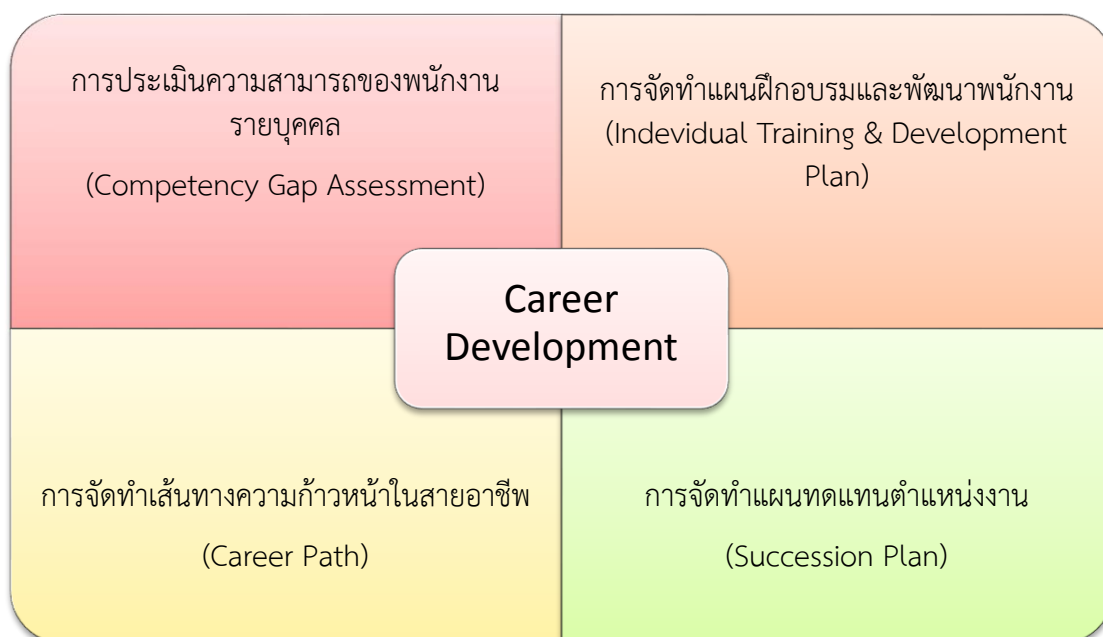 การประเมินความสามารถของพนักงาน
รายบุคคล
(Competency Gap Assessment)
การจัดทำแผนฝึกอบรมและพัฒนาพนักงาน
(Indevidual Training & Development
Plan)
Career
Development
การจัดทำเส้นทางความก้าวหน้าในสายอาชีพ
(Career Path)
การจัดทำแผนทดแทนตำแหน่งงาน
(Succession Plan)